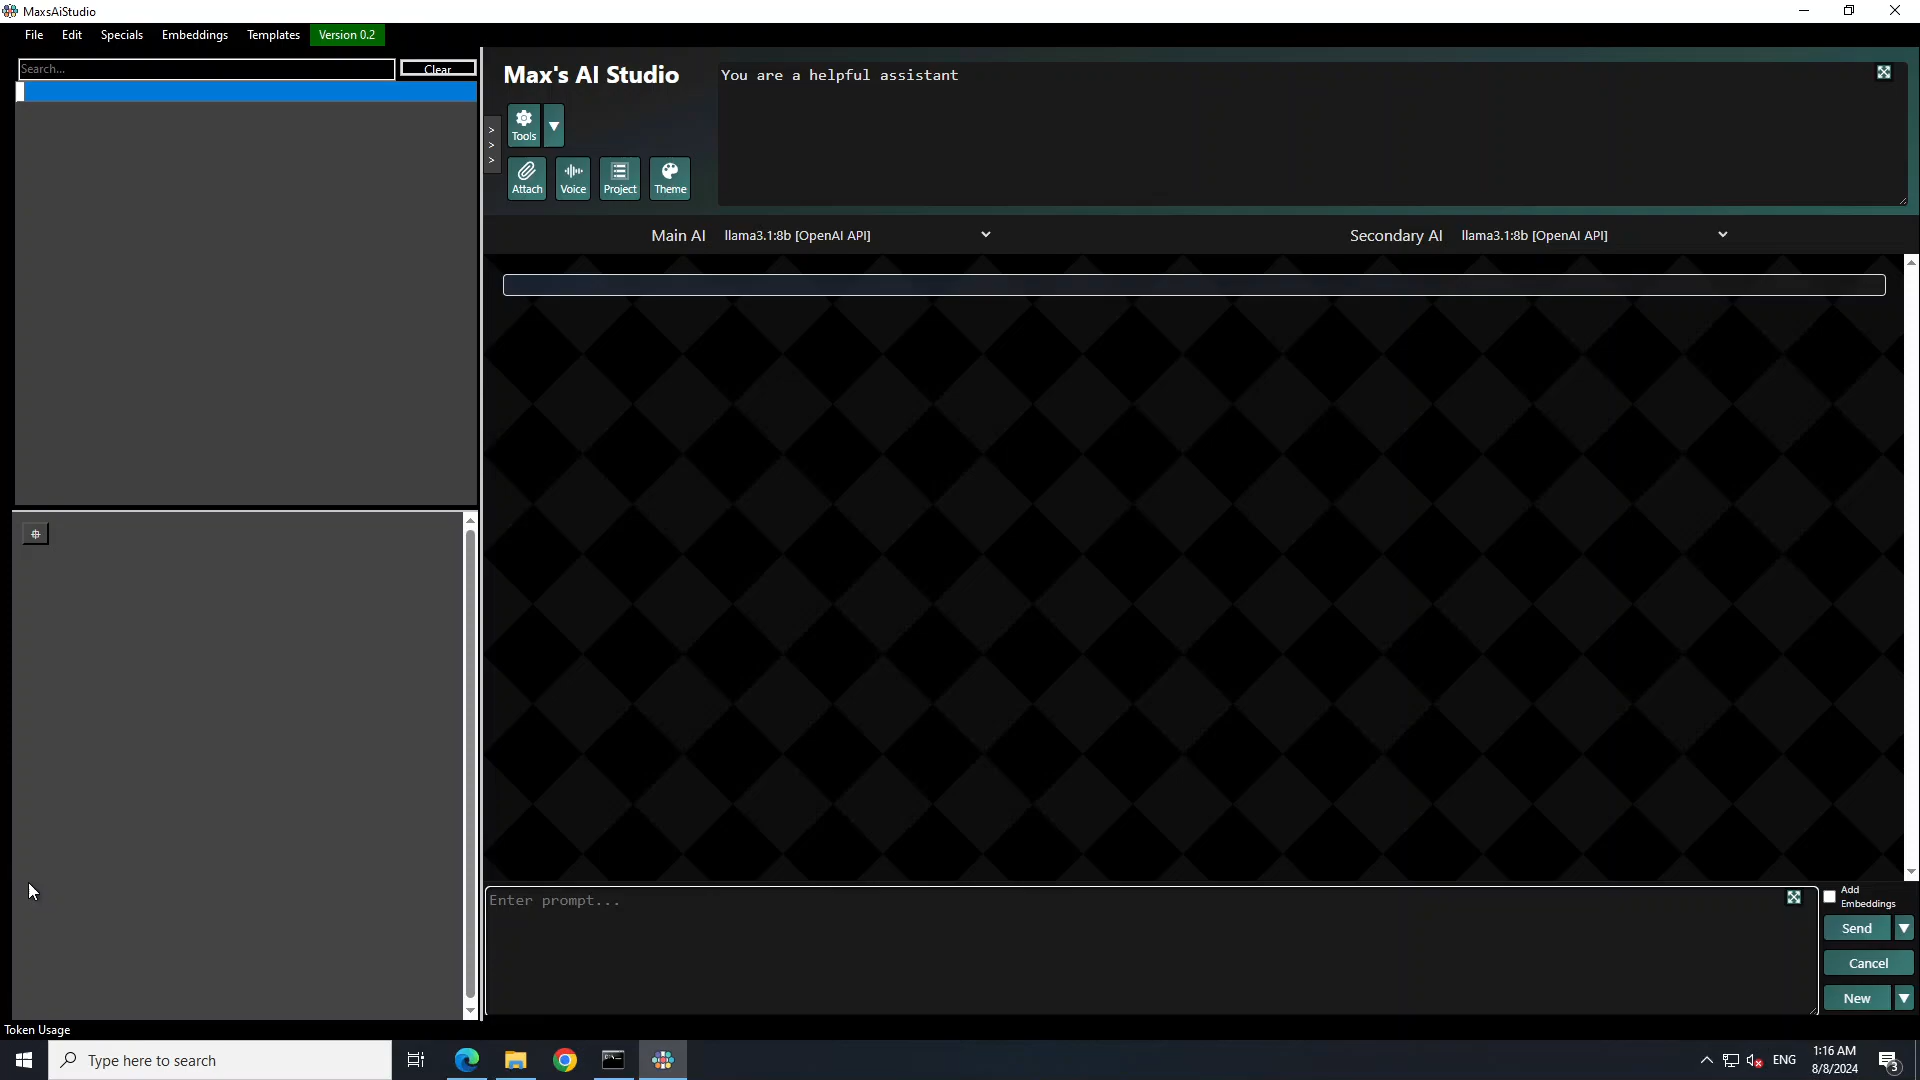 MaxsAiStudio
File Edit Specials Embeddings Templates Version 0.2
Search... Clear
Max's AI Studio
You are a helpful assistant
Tools
Attach Voice Project Theme
>
>
>
Main AI llama3.1:8b [OpenAI API] Secondary AI llama3.1:8b [OpenAI API]
Enter prompt...
Add
Embeddings
Send
Cancel
New
Token Usage
Type here to search
ENG
1:16 AM
8/8/2024
3